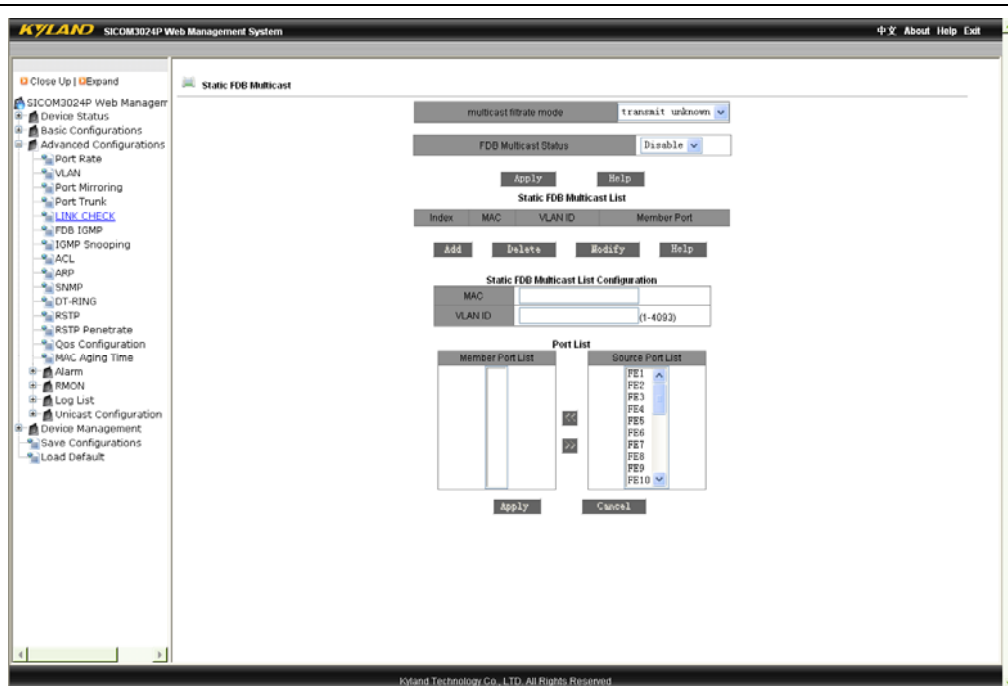 KYLAND SICOM3024P Web Management System
中文 About Help Exit
Close Up | Expand
SICOM3024P Web Managem
Device Status
Basic Configurations
Advanced Configurations
Port Rate
VLAN
Port Mirroring
Port Trunk
LINK CHECK
FDB IGMP
IGMP Snooping
ACL
ARP
SNMP
DT-RING
RSTP
RSTP Penetrate
Qos Configuration
MAC Aging Time
Alarm
RMON
Log List
Unicast Configuration
Device Management
Save Configurations
Load Default
Static FDB Multicast
multicast filtrate mode transmit unknown
FDB Multicast Status Disable
Apply Help
Static FDB Multicast List
Index MAC VLAN ID Member Port
Add Delete Modify Help
Static FDB Multicast List Configuration
MAC
VLAN ID (1-4093)
Port List
Member Port List Source Port List
FE1
FE2
FE3
FE4
<< FE5
FE6
>> FE7
FE8
FE9
FE10
Apply Cancel
Kyland Technology Co., LTD. All Rights Reserved